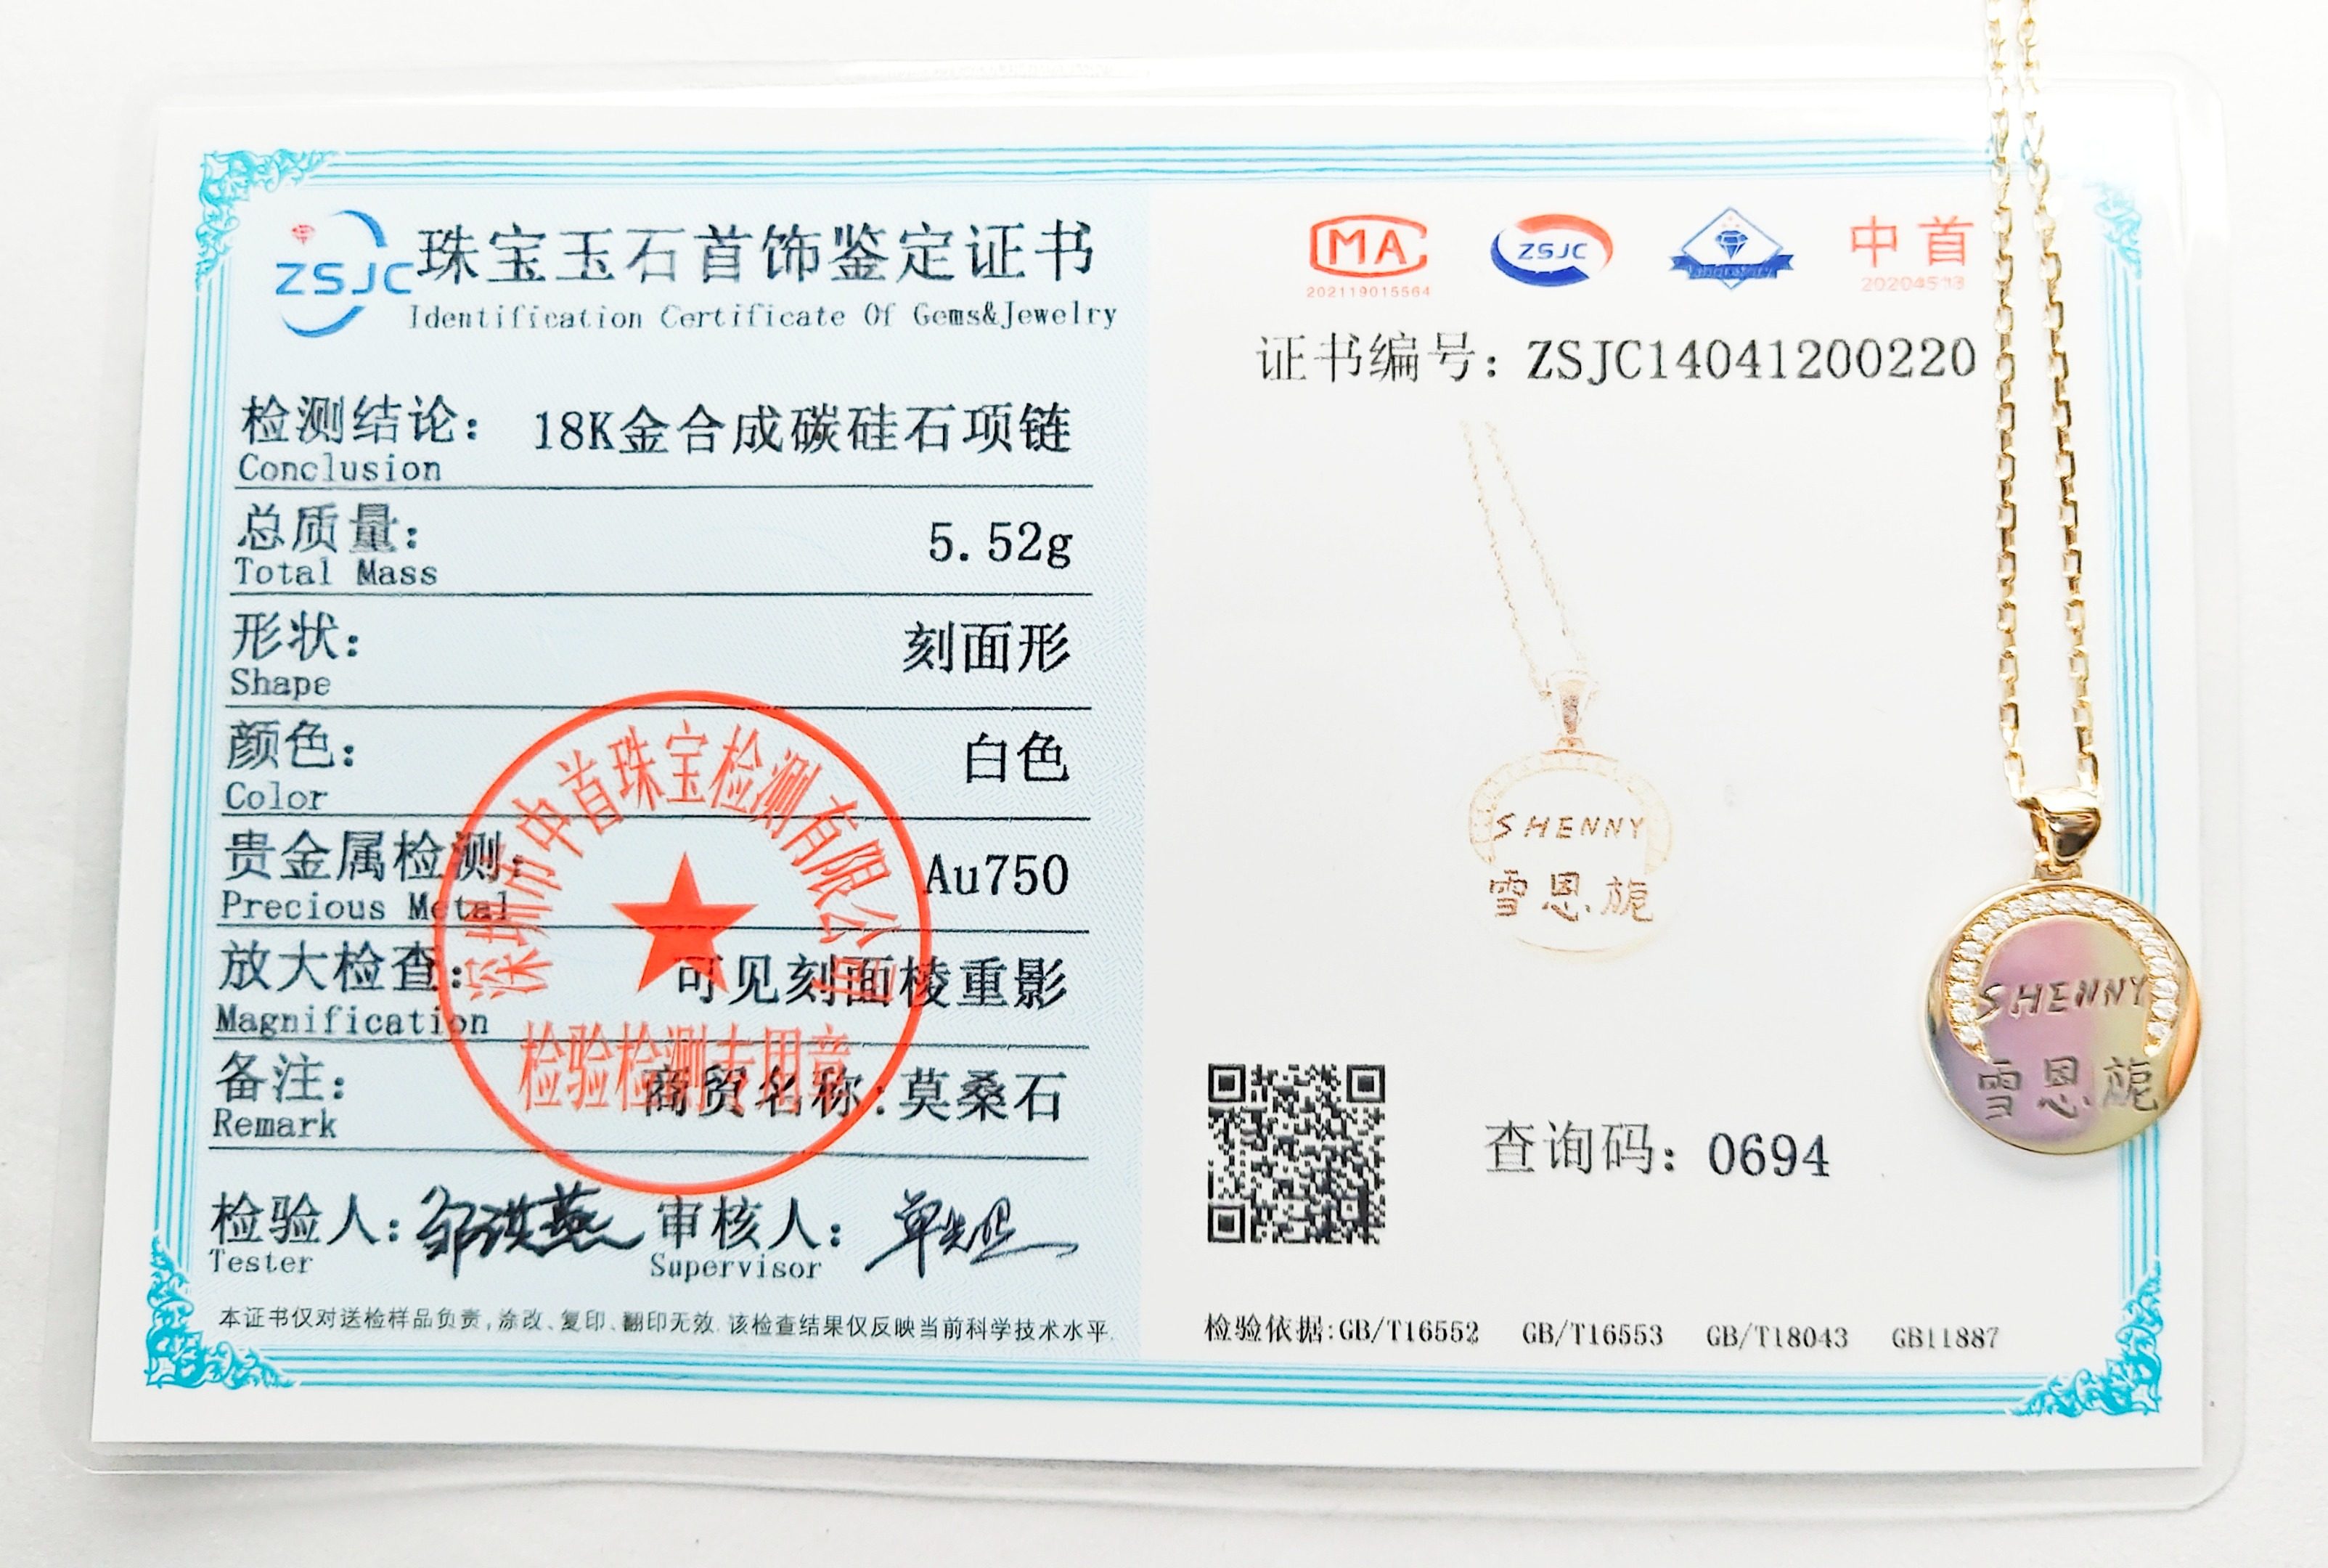 ZSJC
珠宝玉石首饰鉴定证书
Identification Certificate Of Gems&Jewelry
检测结论: 18K金合成碳硅石项链
Conclusion
总质量: 5.52g
Total Mass
形状: 刻面形
Shape
颜色: 白色
Color
贵金属检测: Au750
Precious Metal
放大检查: 可见刻面棱重影
Magnification
备注: 商贸名称:莫桑石
Remark
深圳市中首珠宝检测有限公司
检验检测专用章
检验人: 审核人:
Tester Supervisor
本证书仅对送检样品负责,涂改、复印、翻印无效.该检查结果仅反映当前科学技术水平.
MA
202119015564
ZSJC
Laboratory
中首
证书编号: ZSJC14041200220
SHENNY
雪恩旎
查询码: 0694
检验依据:GB/T16552 GB/T16553 GB/T18043 GB11887
SHENNY
雪恩旎